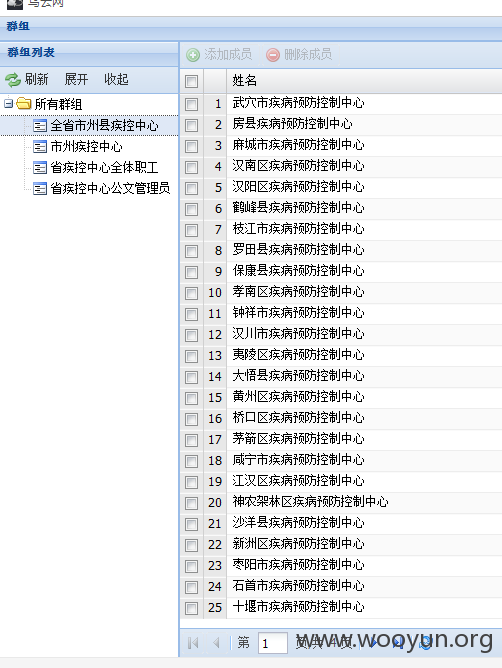 乌云网
群组
群组列表
添加成员 删除成员
刷新 展开 收起
姓名
所有群组
全省市州县疾控中心
市州疾控中心
省疾控中心全体职工
省疾控中心公文管理员
1 武穴市疾病预防控制中心
2 房县疾病预防控制中心
3 麻城市疾病预防控制中心
4 汉南区疾病预防控制中心
5 汉阳区疾病预防控制中心
6 鹤峰县疾病预防控制中心
7 枝江市疾病预防控制中心
8 罗田县疾病预防控制中心
9 保康县疾病预防控制中心
10 孝南区疾病预防控制中心
11 钟祥市疾病预防控制中心
12 汉川市疾病预防控制中心
13 夷陵区疾病预防控制中心
14 大悟县疾病预防控制中心
15 黄州区疾病预防控制中心
16 桥口区疾病预防控制中心
17 茅箭区疾病预防控制中心
18 咸宁市疾病预防控制中心
19 江汉区疾病预防控制中心
20 神农架林区疾病预防控制中心
21 沙洋县疾病预防控制中心
22 新洲区疾病预防控制中心
23 枣阳市疾病预防控制中心
24 石首市疾病预防控制中心
25 十堰市疾病预防控制中心
第 1 页,共 4 页
www.wooyun.org